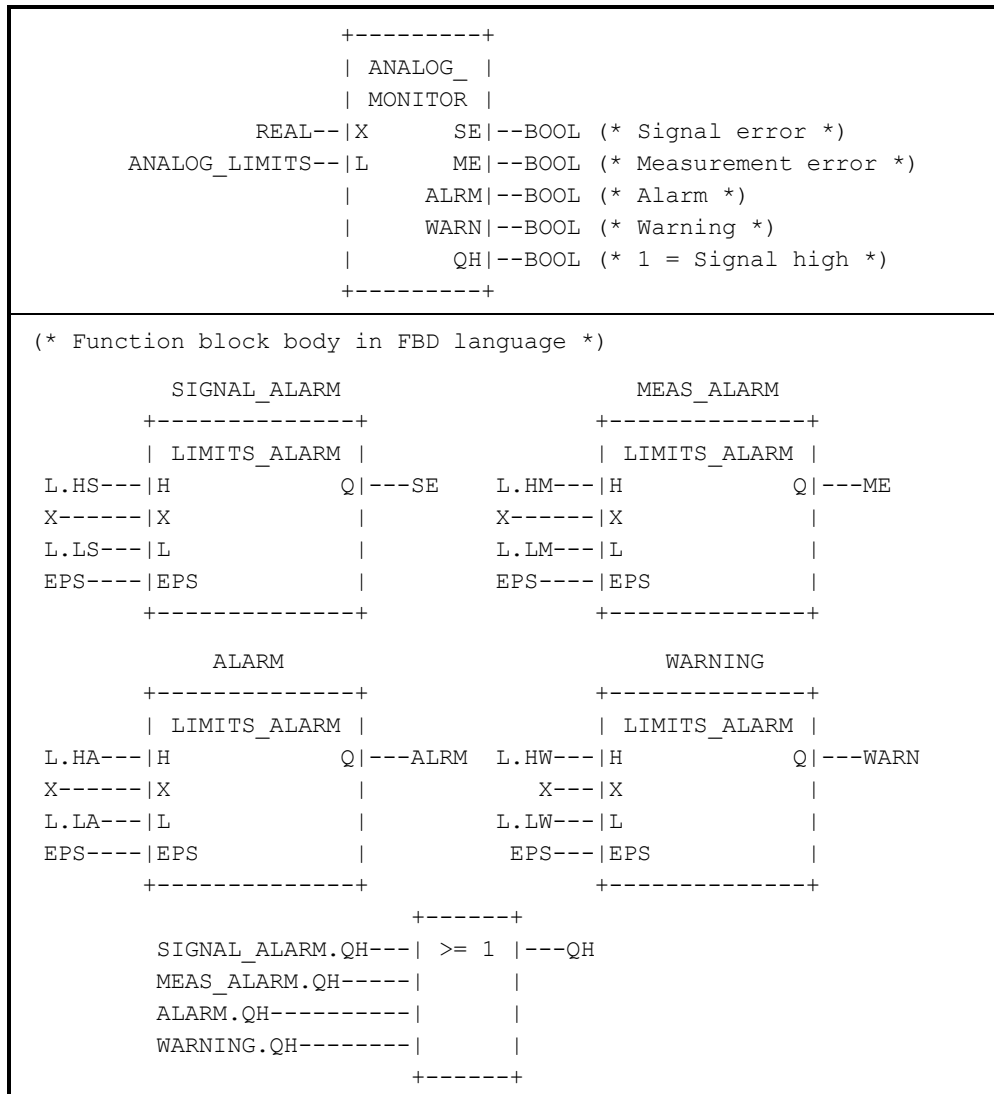 +---------+
| ANALOG_ |
| MONITOR |
REAL--|X      SE|--BOOL (* Signal error *)
ANALOG_LIMITS--|L      ME|--BOOL (* Measurement error *)
|     ALRM|--BOOL (* Alarm *)
|     WARN|--BOOL (* Warning *)
|       QH|--BOOL (* 1 = Signal high *)
+---------+
(* Function block body in FBD language *)
SIGNAL_ALARM                     MEAS_ALARM
+--------------+                +--------------+
| LIMITS_ALARM |                | LIMITS_ALARM |
L.HS---|H            Q|---SE    L.HM---|H            Q|---ME
X------|X             |         X------|X             |
L.LS---|L             |         L.LM---|L             |
EPS----|EPS           |         EPS----|EPS           |
+--------------+                +--------------+
ALARM                            WARNING
+--------------+                +--------------+
| LIMITS_ALARM |                | LIMITS_ALARM |
L.HA---|H            Q|---ALRM  L.HW---|H            Q|---WARN
X------|X             |            X---|X             |
L.LA---|L             |         L.LW---|L             |
EPS----|EPS           |          EPS---|EPS           |
+--------------+                +--------------+
+------+
SIGNAL_ALARM.QH---| >= 1 |---QH
MEAS_ALARM.QH-----|      |
ALARM.QH----------|      |
WARNING.QH--------|      |
+------+